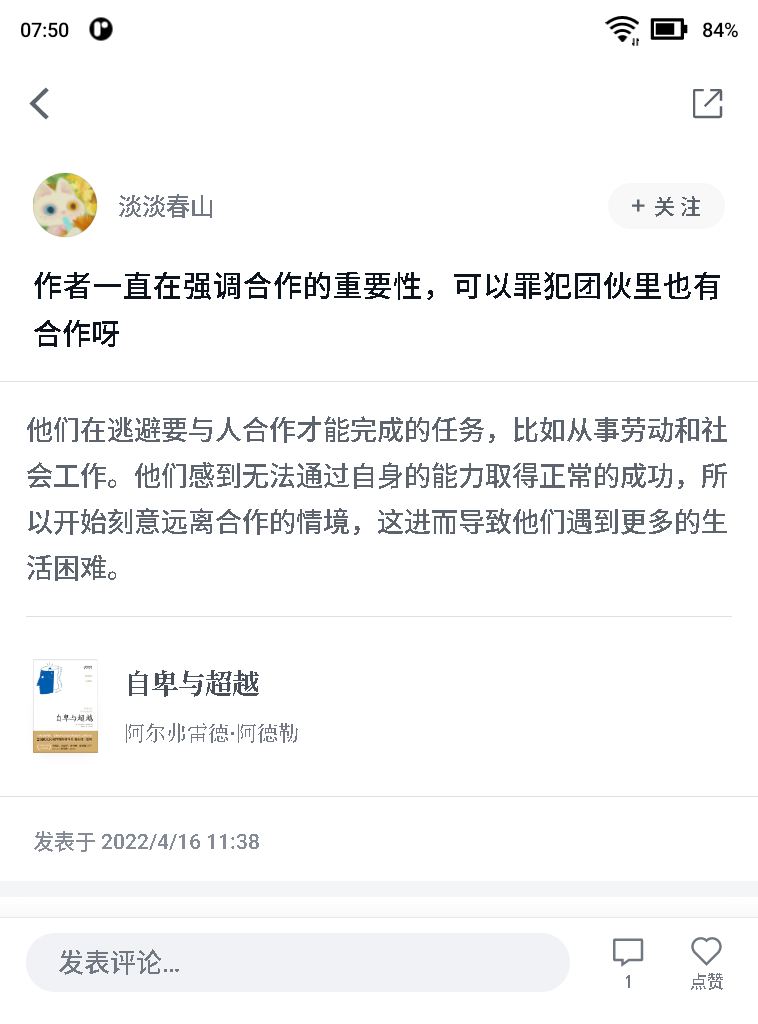 07:50
84%
淡淡春山
+ 关注
作者一直在强调合作的重要性，可以罪犯团伙里也有
合作呀
他们在逃避要与人合作才能完成的任务，比如从事劳动和社
会工作。他们感到无法通过自身的能力取得正常的成功，所
以开始刻意远离合作的情境，这进而导致他们遇到更多的生
活困难。
自卑与超越
自卑与超越
阿尔弗雷德·阿德勒
发表于 2022/4/16 11:38
发表评论...
1
点赞